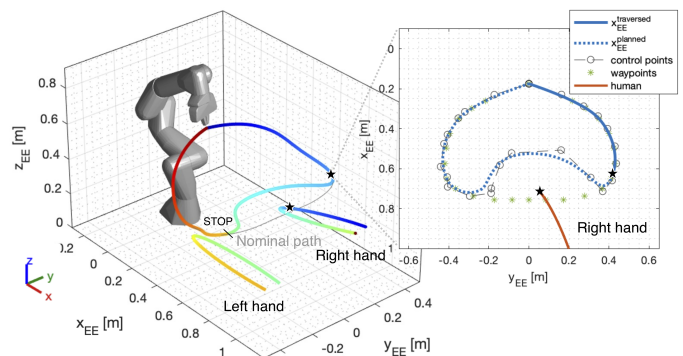 0.8
0.6
0.4
0.2
0
z_EE [m]
STOP
Nominal path
Right hand
Left hand
z
y
x
0
0.2
0.4
0.6
0.8
1
x_EE [m]
-0.2
0
0.2
0.4
y_EE [m]
x_EE^traversed
x_EE^planned
control points
waypoints
human
0
0.2
0.4
0.6
0.8
1
x_EE [m]
Right hand
-0.6
-0.4
-0.2
0
0.2
0.4
0.6
y_EE [m]